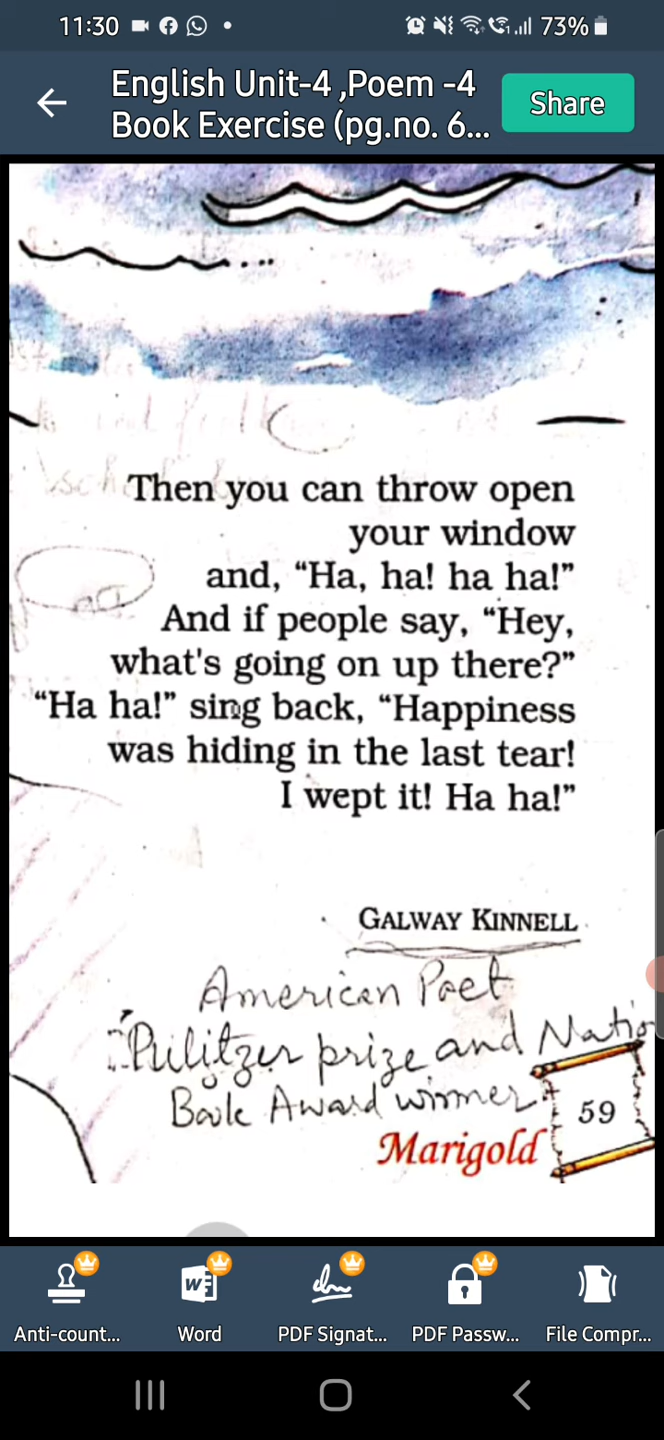 11:30
73%
English Unit-4 ,Poem -4
Book Exercise (pg.no. 6...
Share
Then you can throw open
your window
and, “Ha, ha! ha ha!”
And if people say, “Hey,
what's going on up there?”
“Ha ha!” sing back, “Happiness
was hiding in the last tear!
I wept it! Ha ha!”
GALWAY KINNELL
American Poet
Pulitzer prize and Natio
Book Award winner
59
Marigold
Anti-count...
Word
PDF Signat...
PDF Passw...
File Compr...